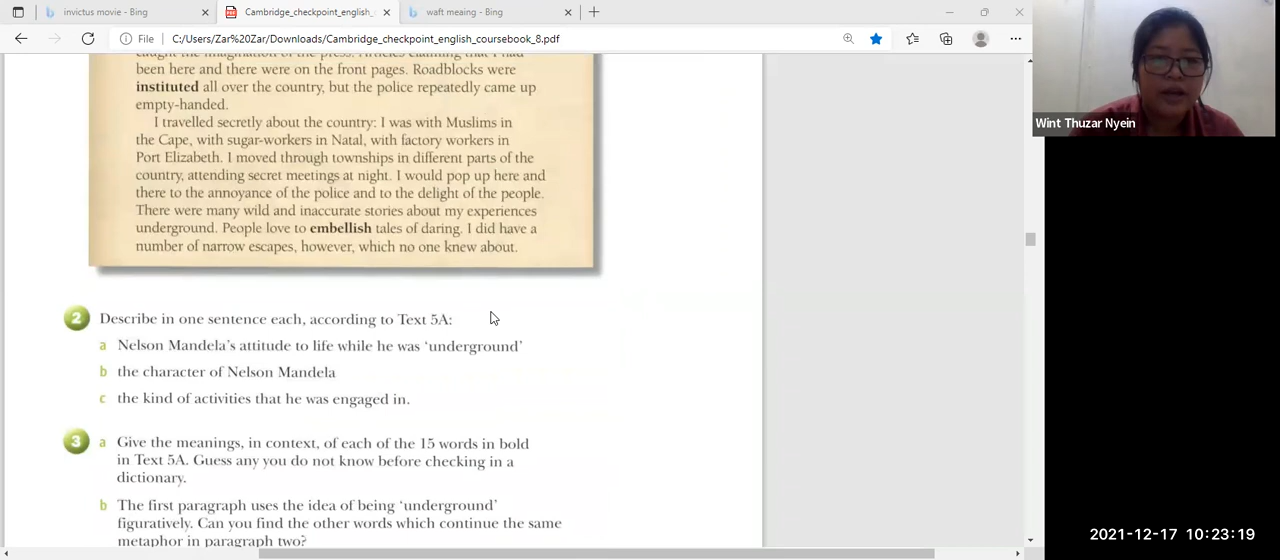 invictus movie - Bing
Cambridge_checkpoint_english_
waft meaing - Bing
File
C:/Users/Zar%20Zar/Downloads/Cambridge_checkpoint_english_coursebook_8.pdf
caught the imagination of the press. Articles claiming that I had
been here and there were on the front pages. Roadblocks were
instituted all over the country, but the police repeatedly came up
empty-handed.
I travelled secretly about the country: I was with Muslims in
the Cape, with sugar-workers in Natal, with factory workers in
Port Elizabeth. I moved through townships in different parts of the
country, attending secret meetings at night. I would pop up here and
there to the annoyance of the police and to the delight of the people.
There were many wild and inaccurate stories about my experiences
underground. People love to embellish tales of daring. I did have a
number of narrow escapes, however, which no one knew about.
2 Describe in one sentence each, according to Text 5A:
a Nelson Mandela's attitude to life while he was 'underground'
b the character of Nelson Mandela
c the kind of activities that he was engaged in.
3 a Give the meanings, in context, of each of the 15 words in bold
in Text 5A. Guess any you do not know before checking in a
dictionary.
b The first paragraph uses the idea of being 'underground'
figuratively. Can you find the other words which continue the same
metaphor in paragraph two?
Wint Thuzar Nyein
2021-12-17 10:23:19